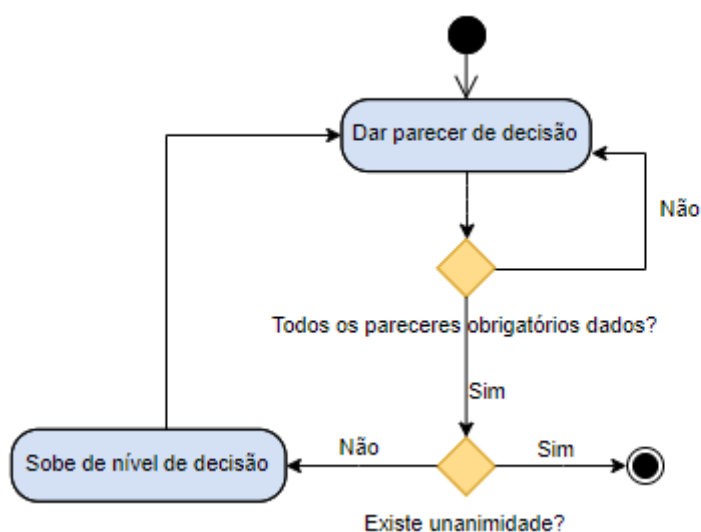 Dar parecer de decisão
Não
Todos os pareceres obrigatórios dados?
Sim
Sobe de nível de decisão
Não
Sim
Existe unanimidade?